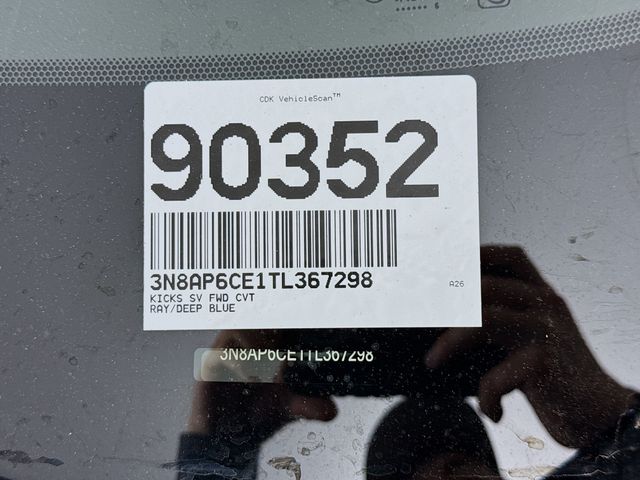 CDK VehicleScan™
90352
3N8AP6CE1TL367298
A26
KICKS SV FWD CVT
RAY/DEEP BLUE
3N8AP6CE1TL367298